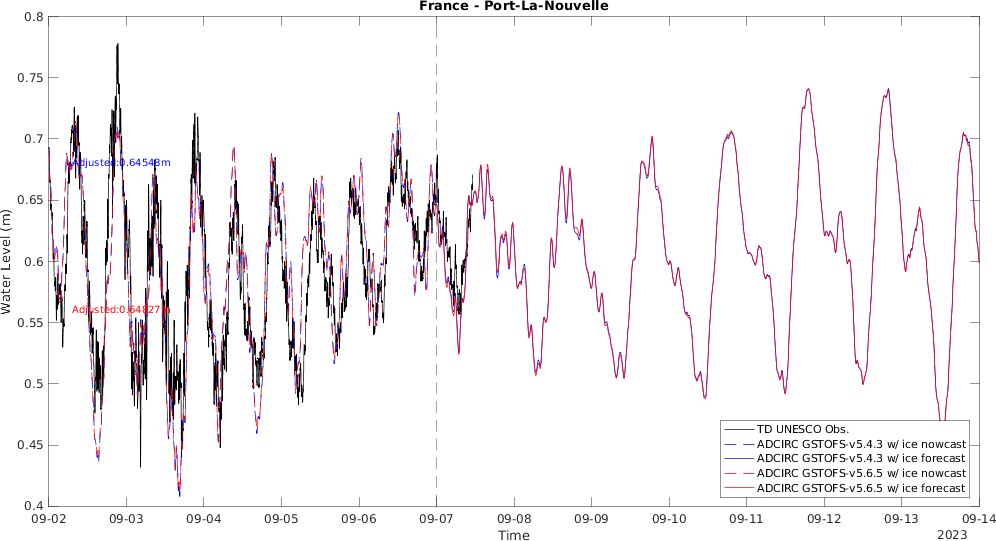 France - Port-La-Nouvelle
Water Level (m)
0.8
0.75
0.7
0.65
0.6
0.55
0.5
0.45
0.4
Adjusted:0.64543m
Adjusted:0.64827m
TD UNESCO Obs.
ADCIRC GSTOFS-v5.4.3 w/ ice nowcast
ADCIRC GSTOFS-v5.4.3 w/ ice forecast
ADCIRC GSTOFS-v5.6.5 w/ ice nowcast
ADCIRC GSTOFS-v5.6.5 w/ ice forecast
09-02 09-03 09-04 09-05 09-06 09-07 09-08 09-09 09-10 09-11 09-12 09-13 09-14
Time
2023